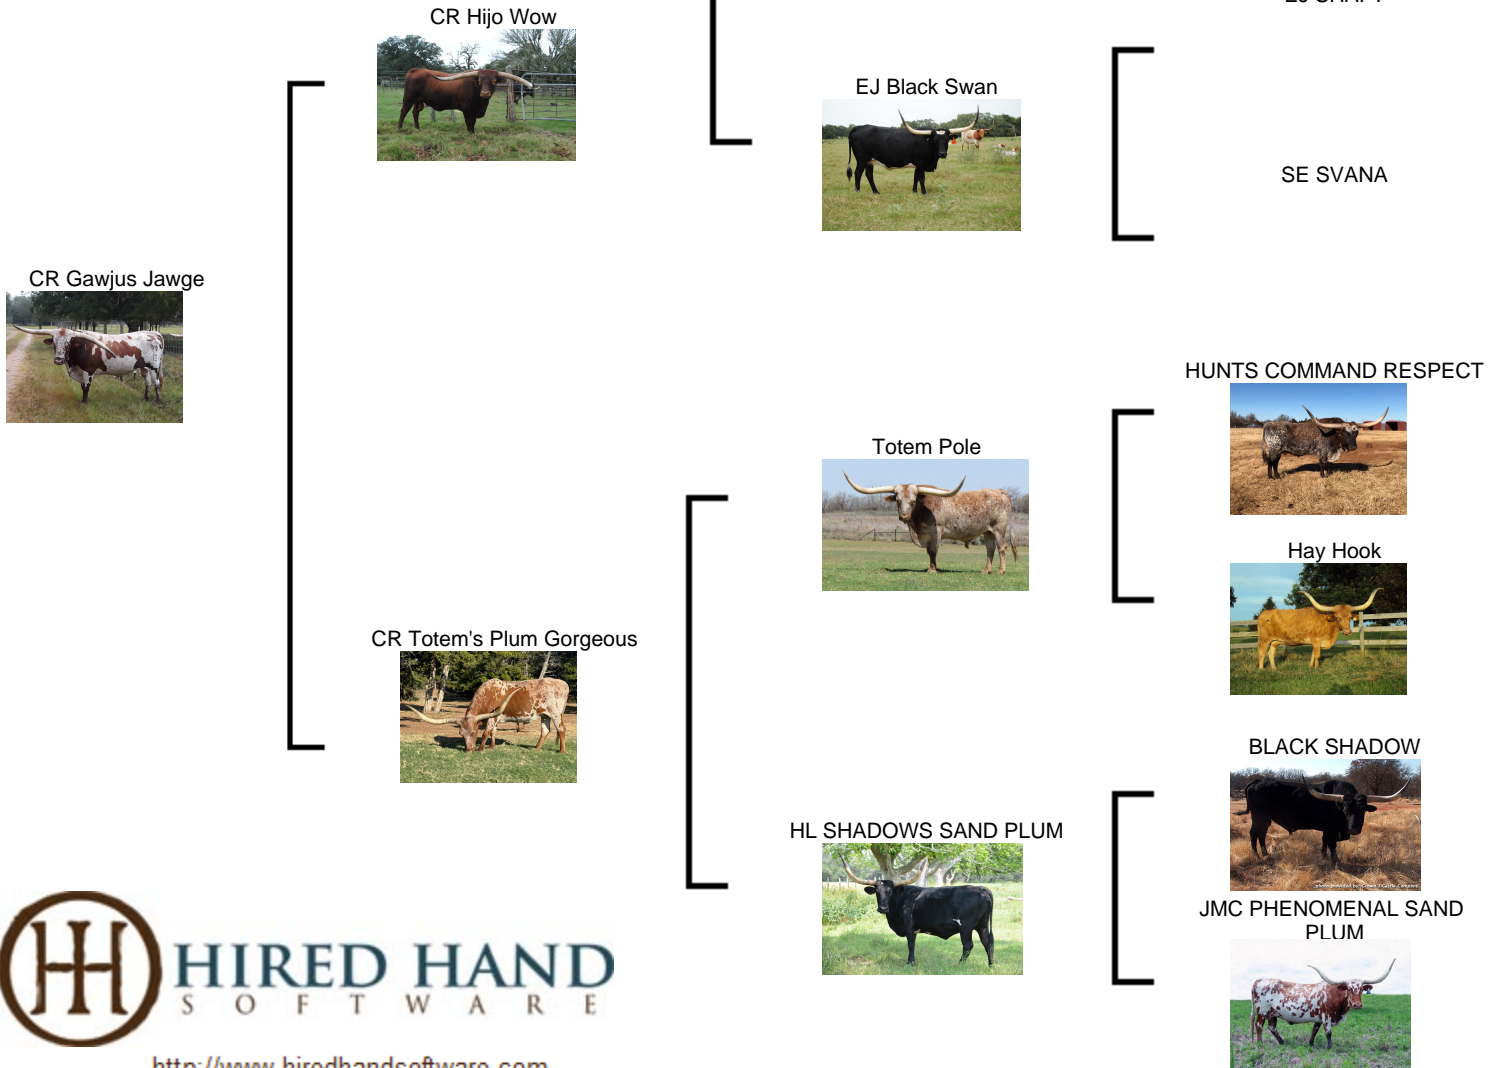 CR Hijo Wow
EJ Black Swan
SE SVANA
CR Gawjus Jawge
HUNTS COMMAND RESPECT
Totem Pole
Hay Hook
CR Totem's Plum Gorgeous
BLACK SHADOW
HL SHADOWS SAND PLUM
JMC PHENOMENAL SAND
PLUM
HIRED HAND
SOFTWARE
http://www.hiredhandsoftware.com